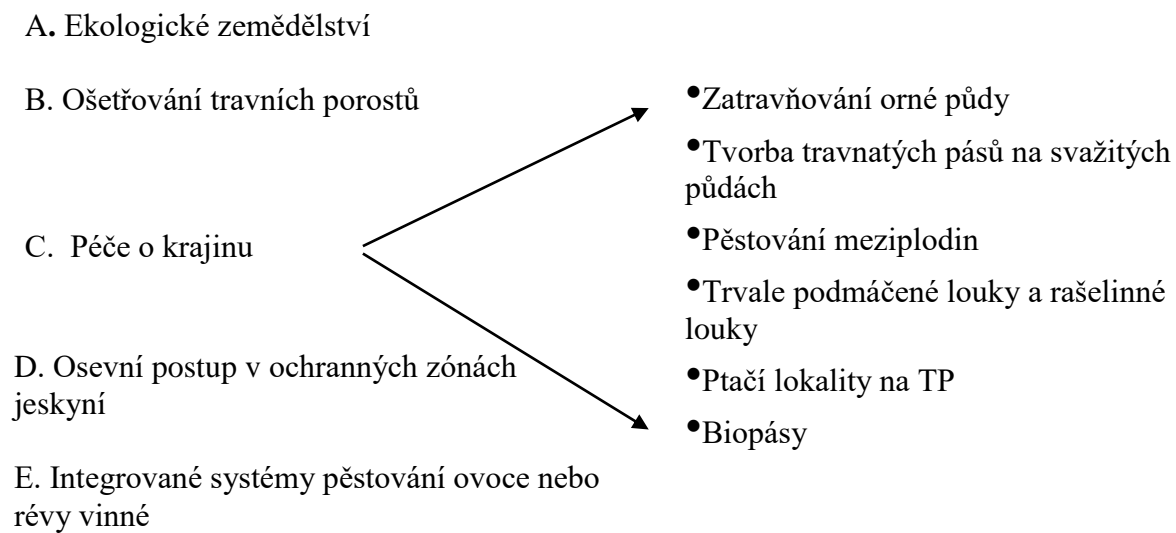 A. Ekologické zemědělství
B. Ošetřování travních porostů
C. Péče o krajinu
D. Osevní postup v ochranných zónách
jeskyní
E. Integrované systémy pěstování ovoce nebo
révy vinné
•Zatravňování orné půdy
•Tvorba travnatých pásů na svažitých
půdách
•Pěstování meziplodin
•Trvale podmáčené louky a rašelinné
louky
•Ptačí lokality na TP
•Biopásy